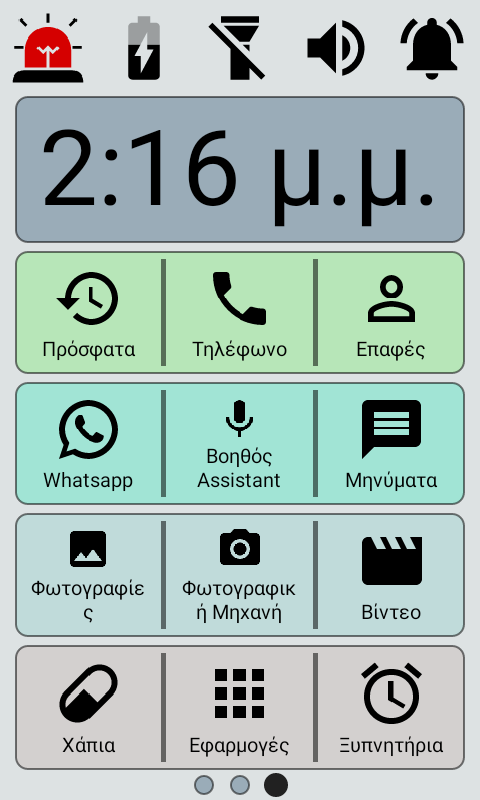 2:16 μ.μ.
Πρόσφατα Τηλέφωνο Επαφές
Whatsapp Βοηθός Assistant Μηνύματα
Φωτογραφίε
ς
Φωτογραφικ
ή Μηχανή
Βίντεο
Χάπια Εφαρμογές Ξυπνητήρια